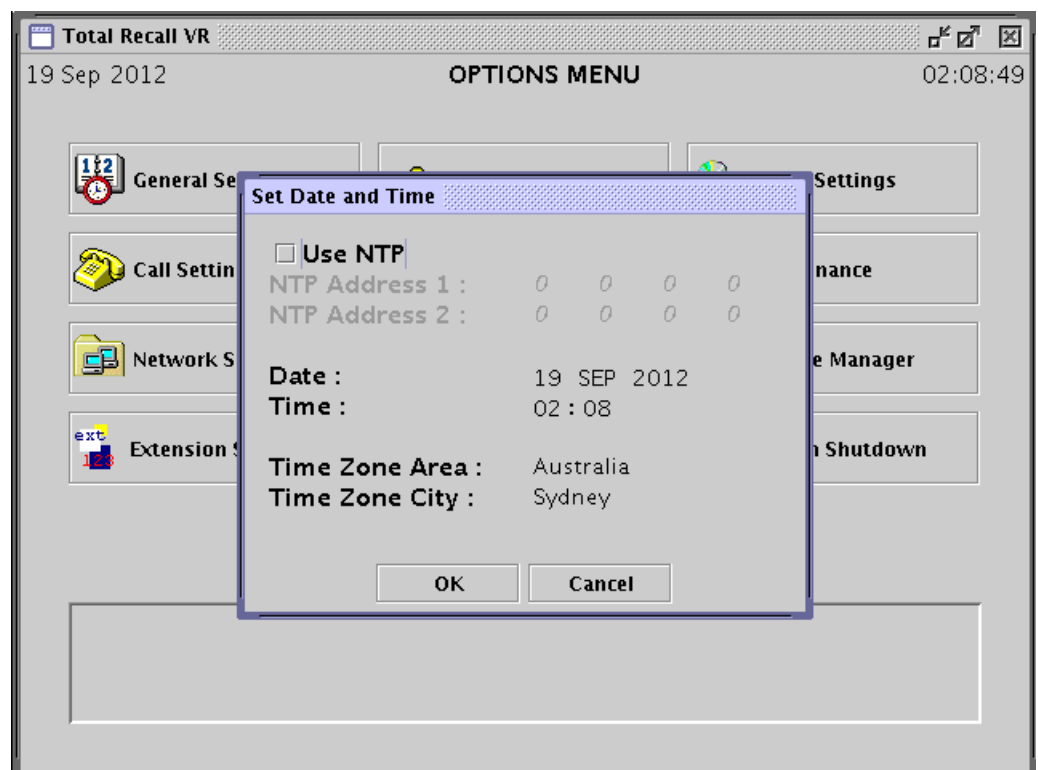 Total Recall VR
19 Sep 2012 OPTIONS MENU 02:08:49
General Se
Settings
Call Settin
nance
Network S
e Manager
ext
123
Extension S
n Shutdown
Set Date and Time
Use NTP
NTP Address 1 : 0 0 0 0
NTP Address 2 : 0 0 0 0
Date : 19 SEP 2012
Time : 02 : 08
Time Zone Area : Australia
Time Zone City : Sydney
OK Cancel